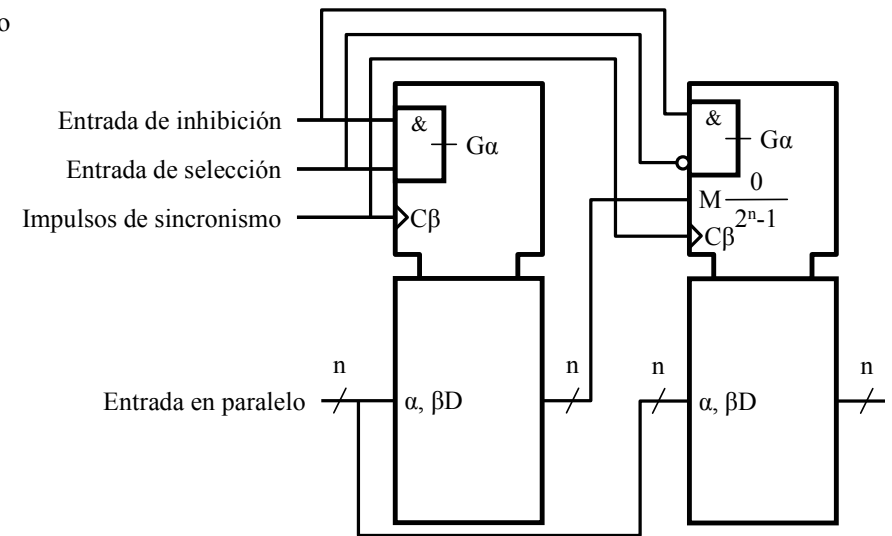 o
Entrada de inhibición
Entrada de selección
Impulsos de sincronismo
&
Gα
Cβ
&
Gα
M 0/2ⁿ-1
Cβ
n
n
n
n
Entrada en paralelo
α, βD
α, βD